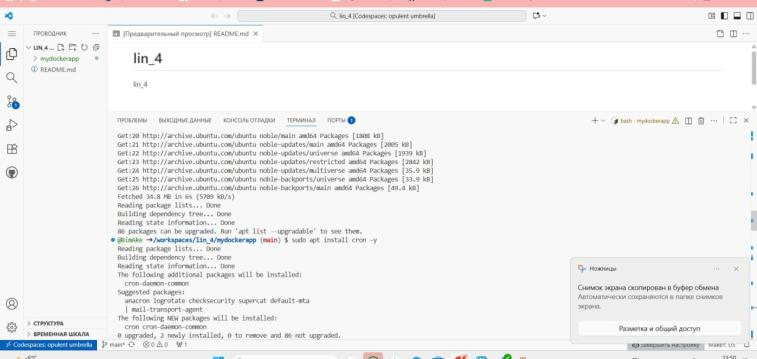 lin_4 [Codespaces: opulent umbrella]
ПРОВОДНИК
[Предварительный просмотр] README.md
LIN_4 ...
mydockerapp
README.md
lin_4
lin_4
ПРОБЛЕМЫ ВЫХОДНЫЕ ДАННЫЕ КОНСОЛЬ ОТЛАДКИ ТЕРМИНАЛ ПОРТЫ 1
bash - mydockerapp
Get:20 http://archive.ubuntu.com/ubuntu noble/main amd64 Packages [1808 kB]
Get:21 http://archive.ubuntu.com/ubuntu noble-updates/main amd64 Packages [2005 kB]
Get:22 http://archive.ubuntu.com/ubuntu noble-updates/universe amd64 Packages [1939 kB]
Get:23 http://archive.ubuntu.com/ubuntu noble-updates/restricted amd64 Packages [2842 kB]
Get:24 http://archive.ubuntu.com/ubuntu noble-updates/multiverse amd64 Packages [35.9 kB]
Get:25 http://archive.ubuntu.com/ubuntu noble-backports/universe amd64 Packages [33.9 kB]
Get:26 http://archive.ubuntu.com/ubuntu noble-backports/main amd64 Packages [49.4 kB]
Fetched 34.8 MB in 6s (5709 kB/s)
Reading package lists... Done
Building dependency tree... Done
Reading state information... Done
86 packages can be upgraded. Run 'apt list --upgradable' to see them.
@BimAke →/workspaces/lin_4/mydockerapp (main) $ sudo apt install cron -y
Reading package lists... Done
Building dependency tree... Done
Reading state information... Done
The following additional packages will be installed:
cron-daemon-common
Suggested packages:
anacron logrotate checksecurity supercat default-mta
| mail-transport-agent
The following NEW packages will be installed:
cron cron-daemon-common
0 upgraded, 2 newly installed, 0 to remove and 86 not upgraded.
Ножницы
Снимок экрана скопирован в буфер обмена
Автоматически сохраняются в папке снимков
экрана.
Разметка и общий доступ
СТРУКТУРА
ВРЕМЕННАЯ ШКАЛА
Codespaces: opulent umbrella main* 0 0 1
Завершить настройку Макет: US
23:50